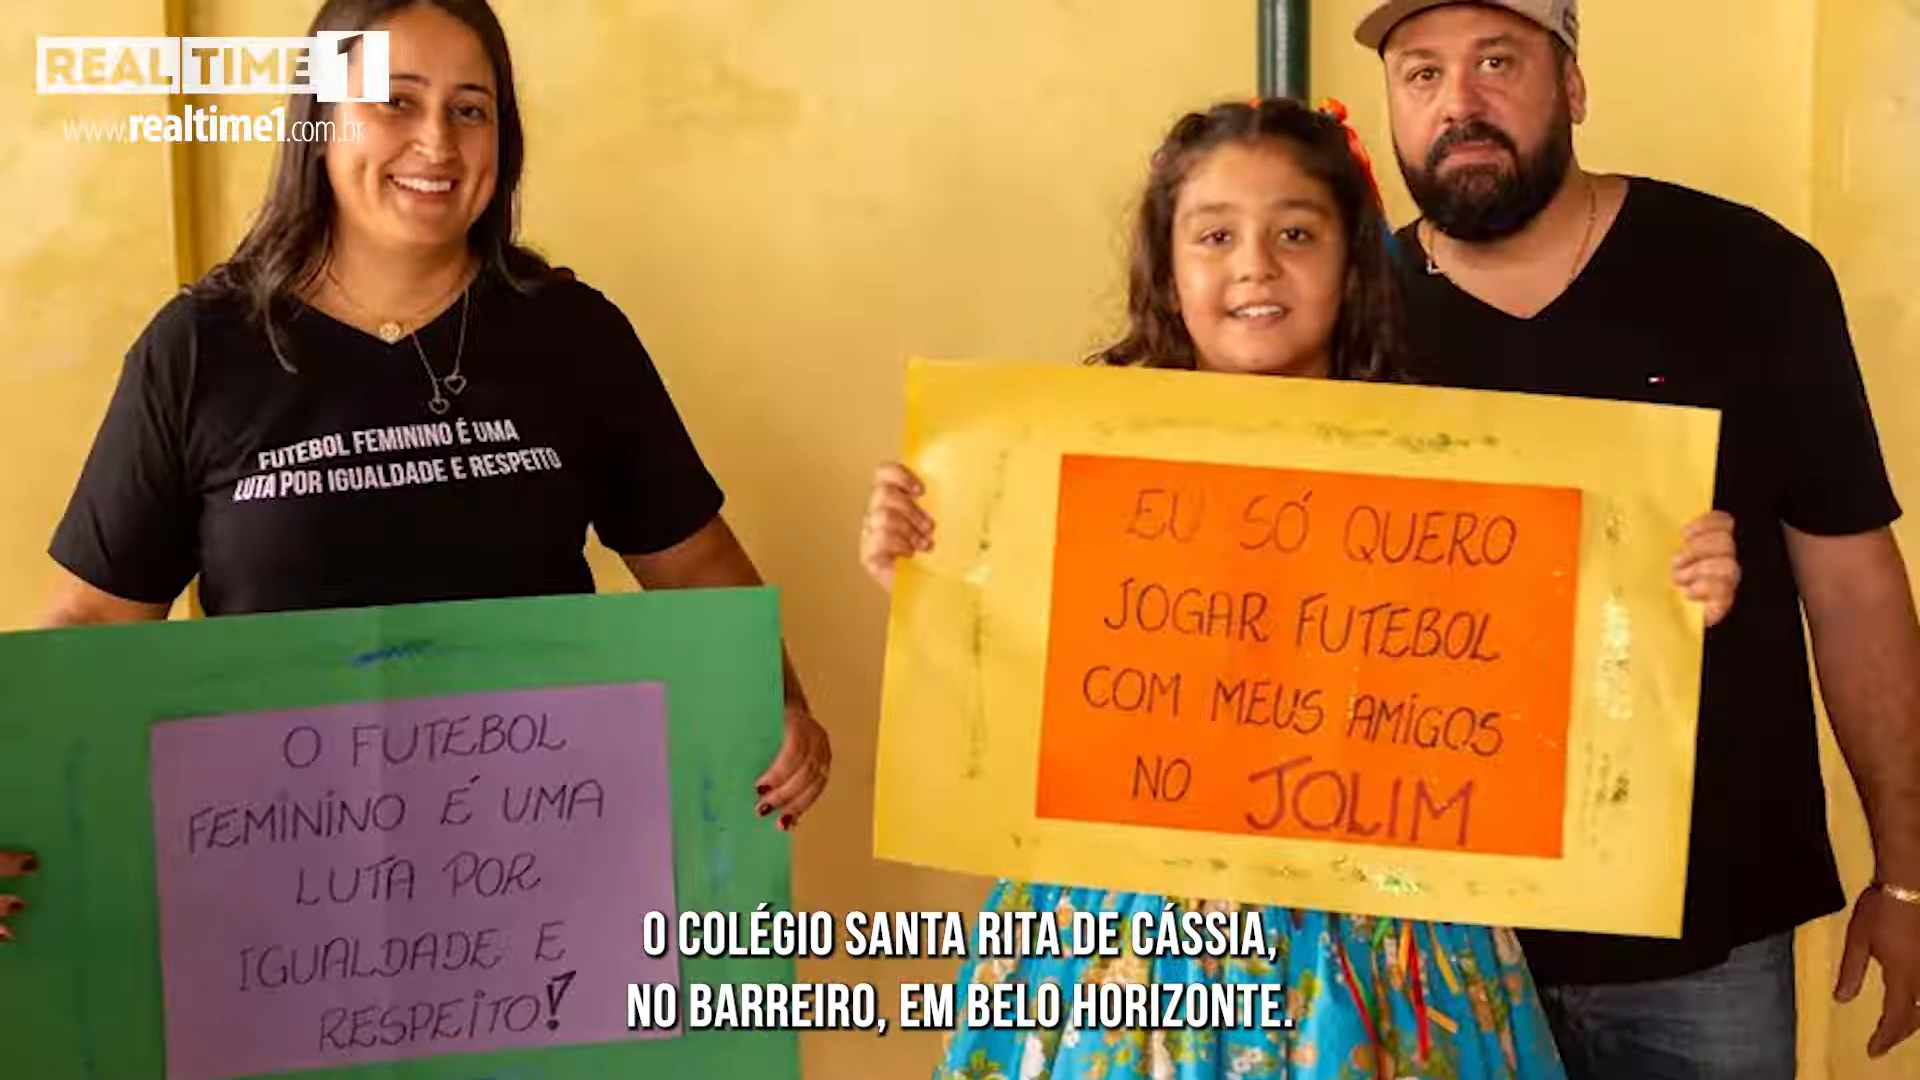 REAL TIME 1
www.realtime1.com.br
FUTEBOL FEMININO É UMA
LUTA POR IGUALDADE E RESPEITO
O FUTEBOL
FEMININO É UMA
LUTA POR
IGUALDADE E
RESPEITO!
EU SÓ QUERO
JOGAR FUTEBOL
COM MEUS AMIGOS
NO JOLIM
O COLÉGIO SANTA RITA DE CÁSSIA,
NO BARREIRO, EM BELO HORIZONTE.